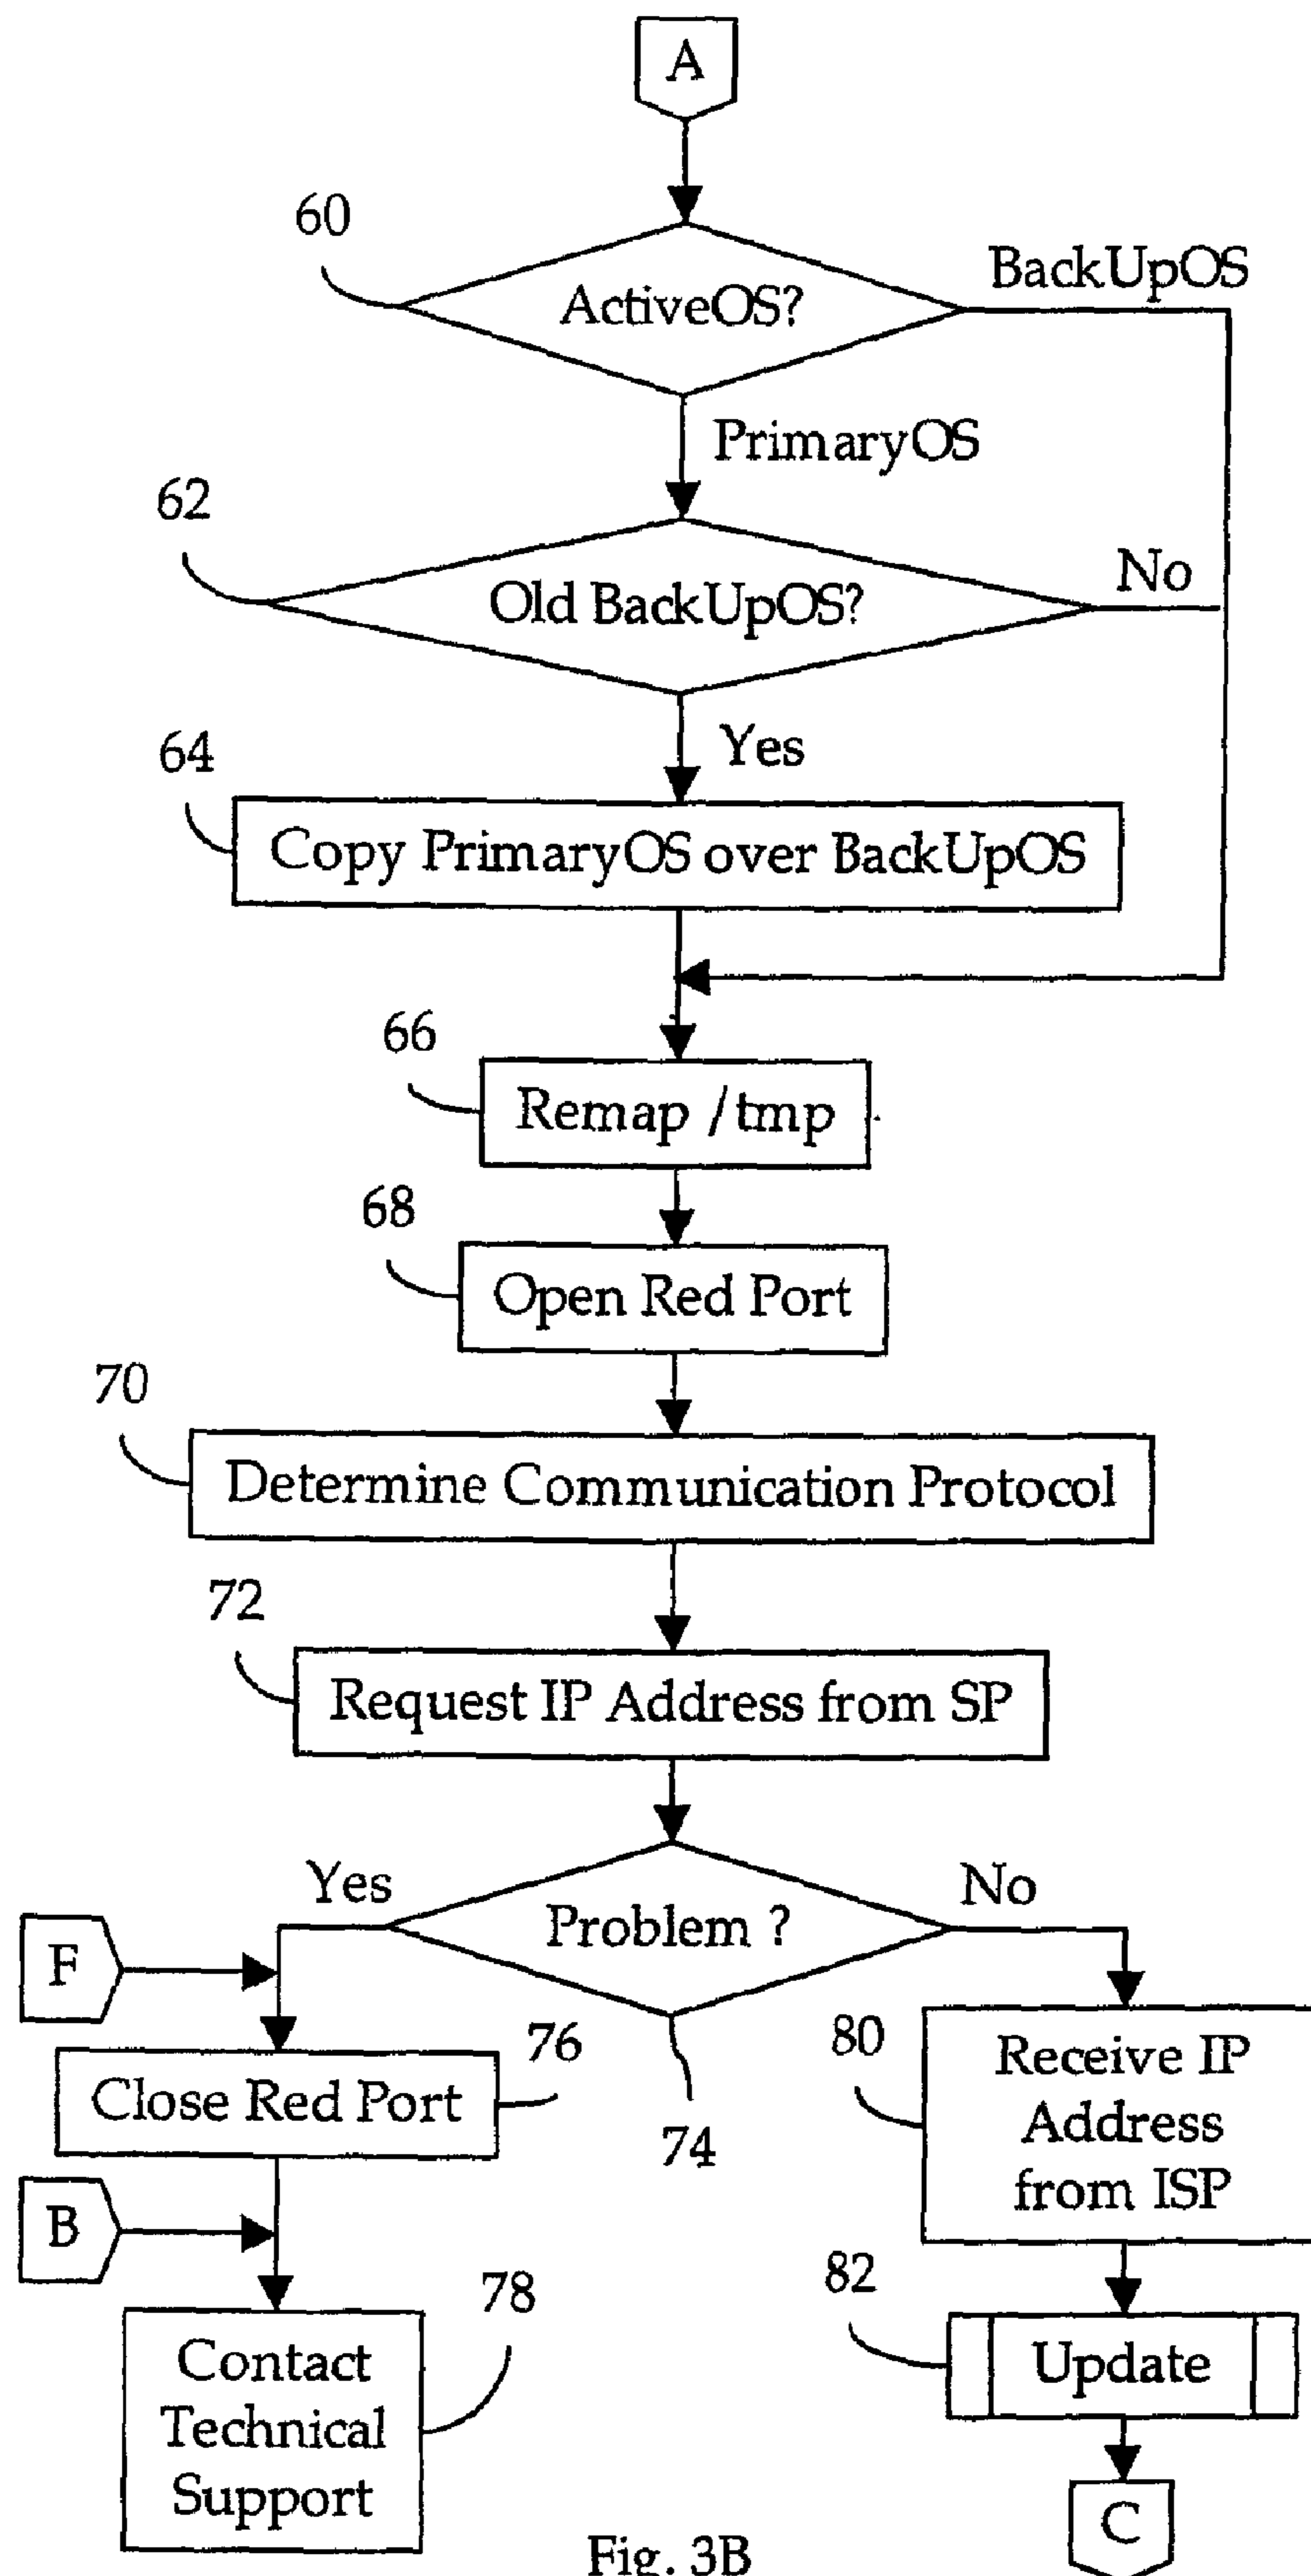 A
60
BackUpOS
ActiveOS?
PrimaryOS
62
No
Old BackUpOS?
Yes
64
Copy PrimaryOS over BackUpOS
66
Remap /tmp
68
Open Red Port
70
Determine Communication Protocol
72
Request IP Address from SP
Yes
No
Problem ?
F
76
80
Close Red Port
74
Receive IP
Address
from ISP
B
78
82
Contact
Technical
Support
Update
C
Fig. 3B